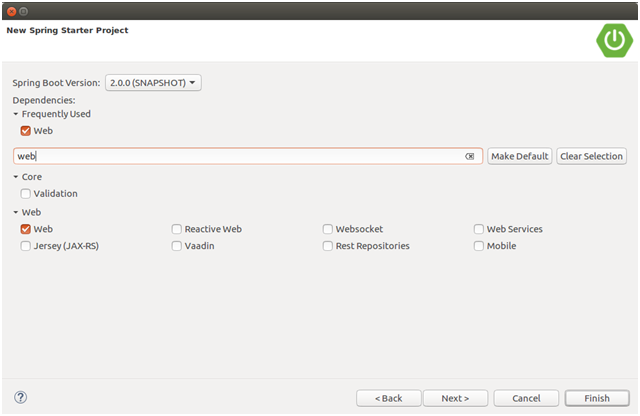 New Spring Starter Project
Spring Boot Version: 2.0.0 (SNAPSHOT)
Dependencies:
Frequently Used
Web
web Make Default Clear Selection
Core
Validation
Web
Web Reactive Web Websocket Web Services
Jersey (JAX-RS) Vaadin Rest Repositories Mobile
? < Back Next > Cancel Finish